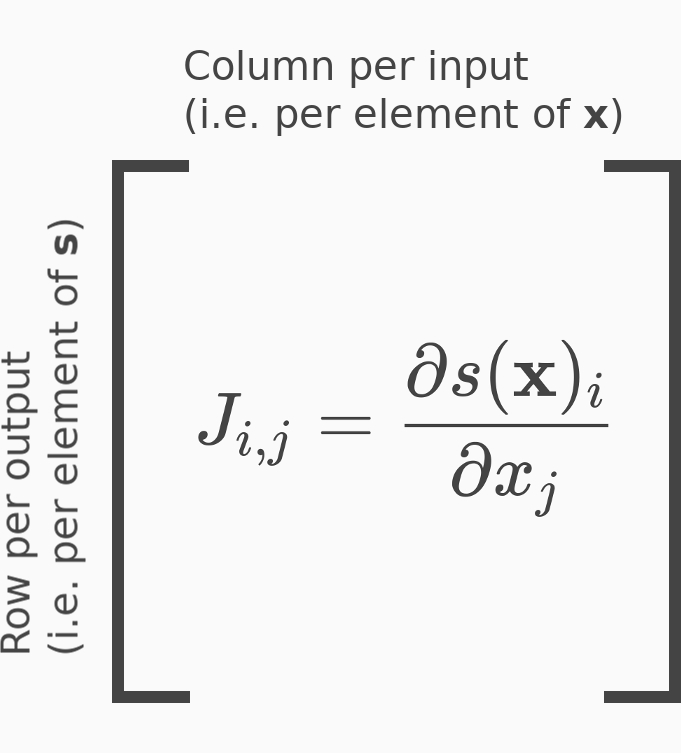 Column per input
(i.e. per element of x)
Row per output
(i.e. per element of s)
J_{i,j} = \frac{\partial s(\mathbf{x})_i}{\partial x_j}